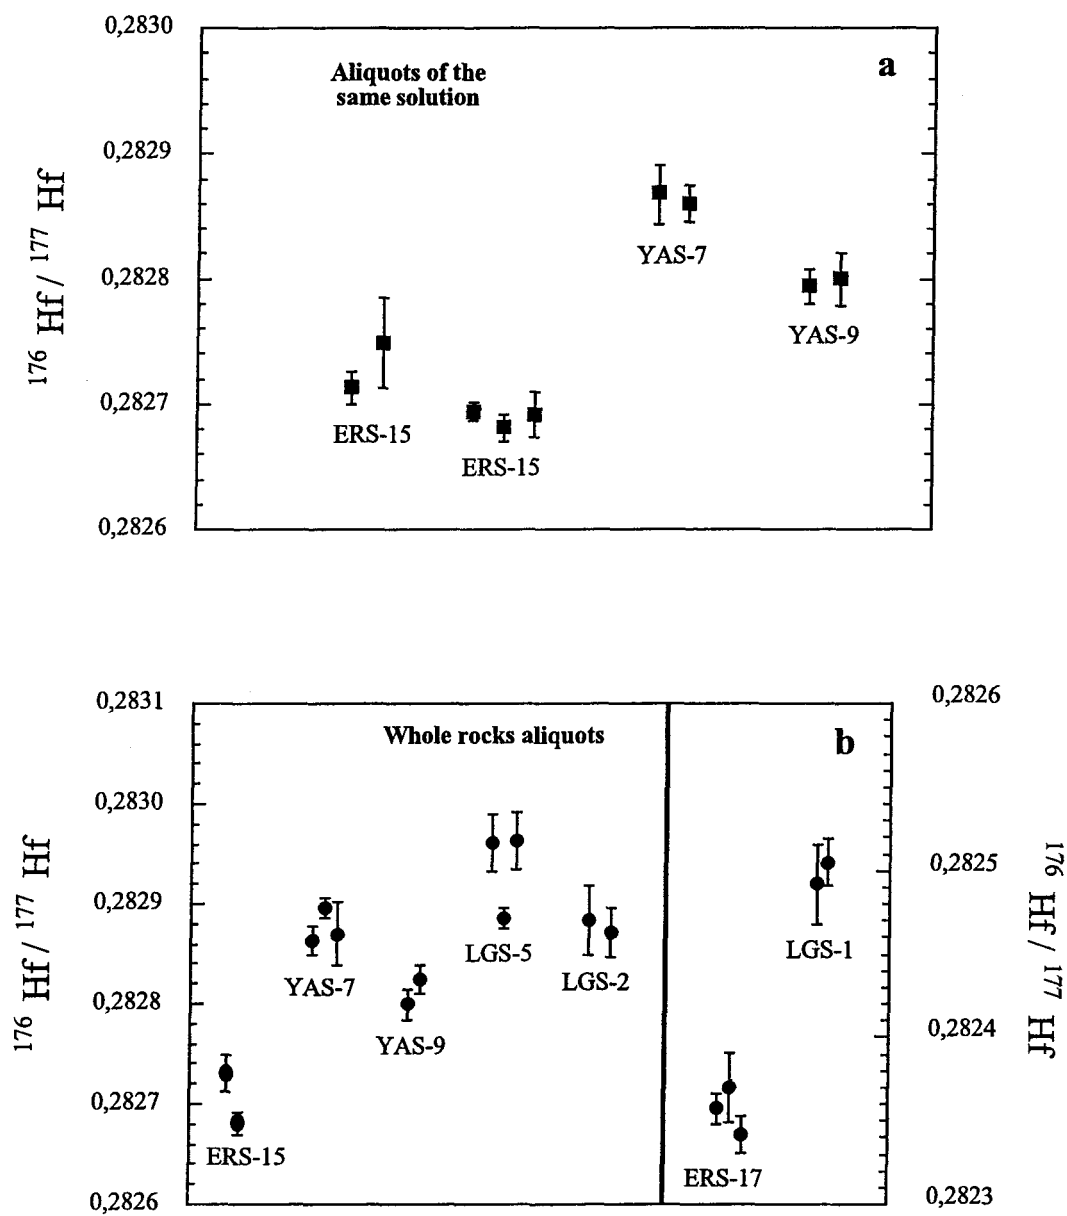 0,2830
a
Aliquots of the
same solution
0,2829
176 Hf / 177 Hf
YAS-7
0,2828
YAS-9
0,2827
ERS-15
ERS-15
0,2826
0,2831
0,2826
Whole rocks aliquots
b
0,2830
176 Hf / 177 Hf
176 Hf / 177 Hf
0,2825
0,2829
LGS-5
LGS-1
YAS-7
LGS-2
0,2828
0,2824
YAS-9
0,2827
ERS-15
ERS-17
0,2826
0,2823